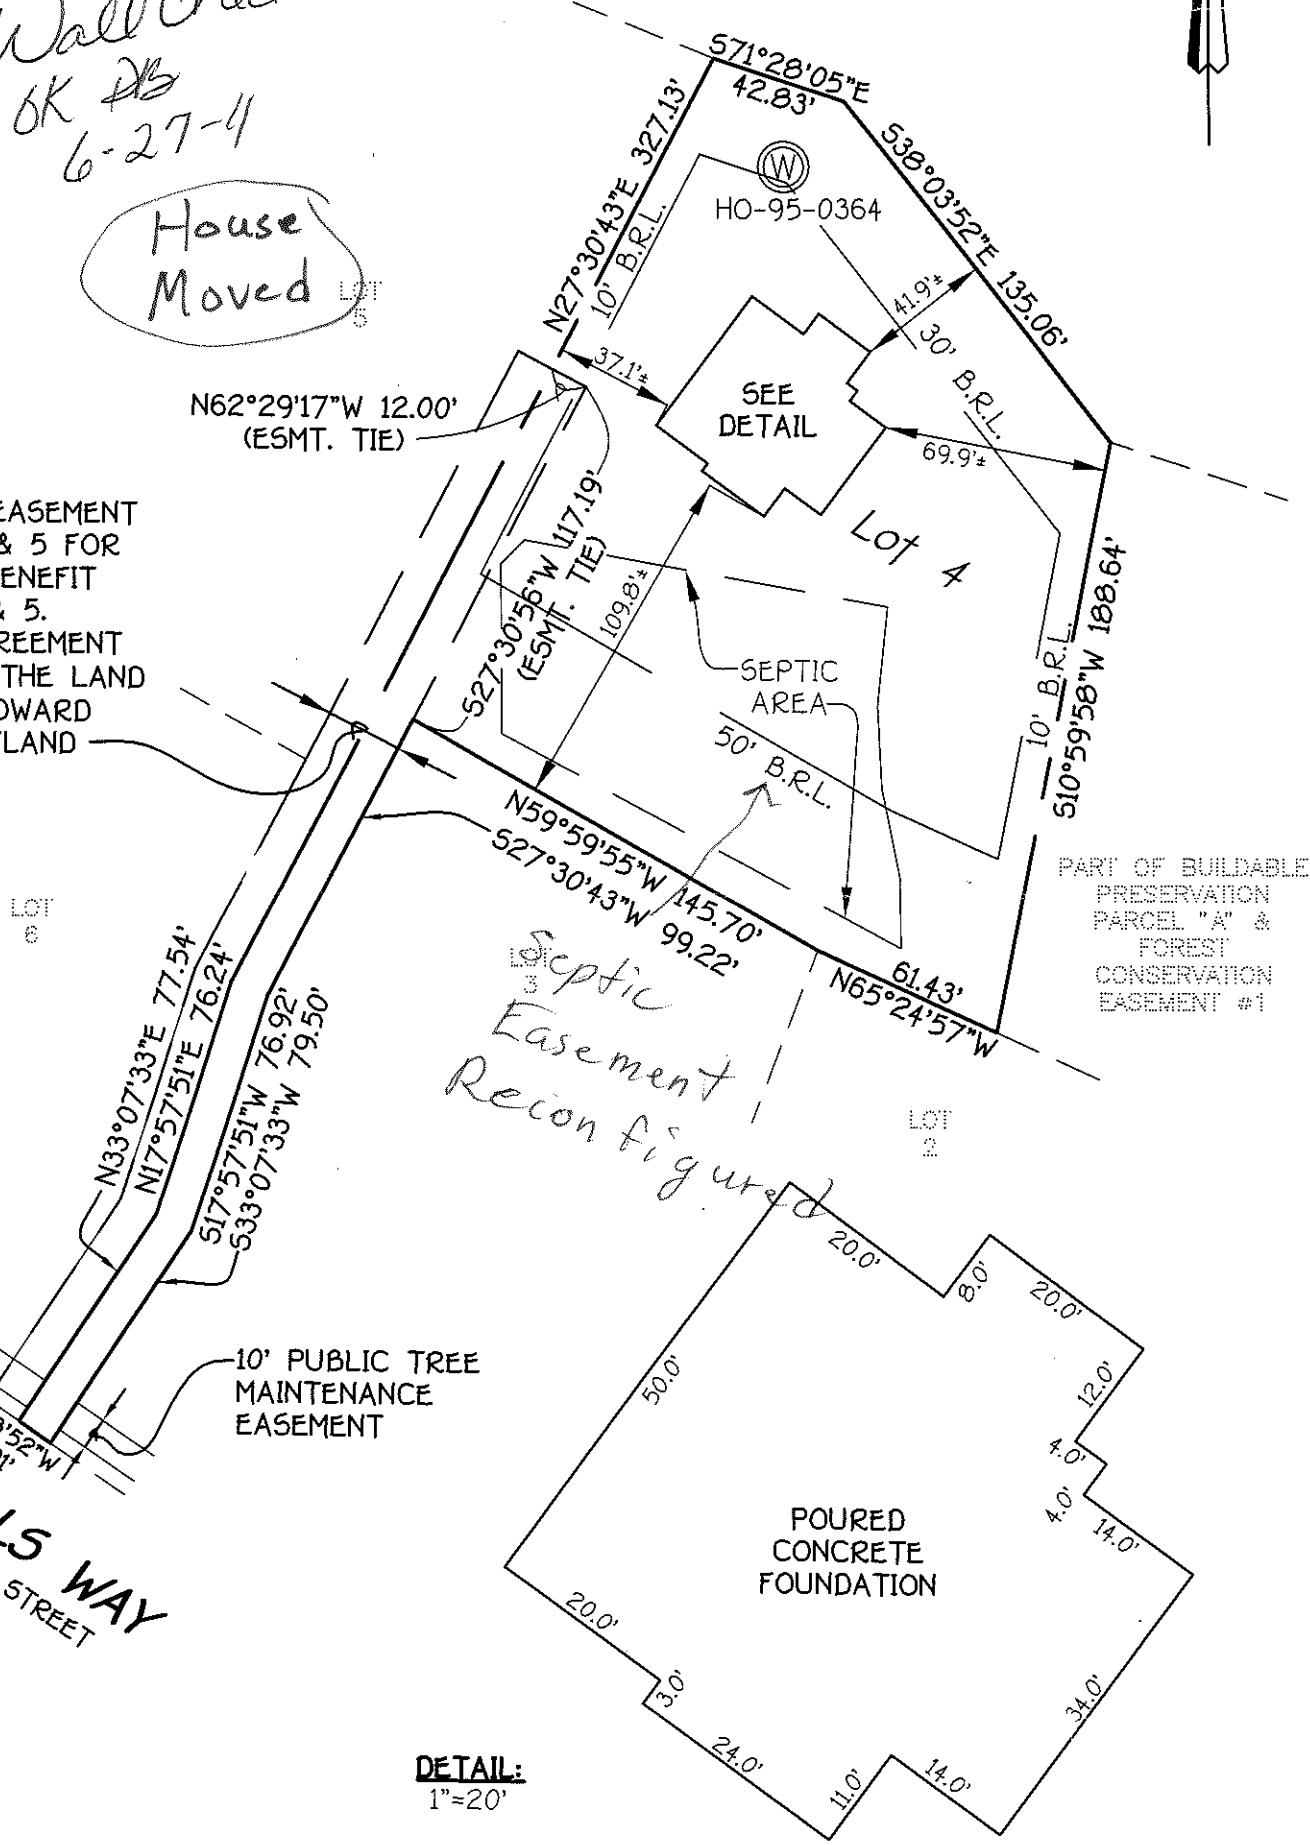 Wall Check
OK
6-27-4
House
Moved
LOT
5
S71°28'05"E
42.83'
N27°30'43"E 327.13'
10' B.R.L.
W
HO-95-0364
S38°03'52"E 135.06'
41.9'±
30' B.R.L.
37.1'±
SEE
DETAIL
69.9'±
N62°29'17"W 12.00'
(ESMT. TIE)
EASEMENT
& 5 FOR
BENEFIT
& 5.
REEMENT
THE LAND
OWARD
YLAND
S27°30'56"W 117.19'
(ESMT. TIE)
109.8'±
Lot 4
SEPTIC
AREA
50' B.R.L.
10' B.R.L.
S10°59'58"W 188.64'
N59°59'55"W 145.70'
S27°30'43"W 99.22'
61.43'
N65°24'57"W
PART OF BUILDABLE
PRESERVATION
PARCEL "A" &
FOREST
CONSERVATION
EASEMENT #1
LOT
6
LOT
3
Septic
Easement
Reconfigured
LOT
2
N33°07'33"E 77.54'
N17°57'51"E 76.24'
S17°57'51"W 76.92'
S33°07'33"W 79.50'
10' PUBLIC TREE
MAINTENANCE
EASEMENT
'52"W
LS WAY
STREET
20.0'
8.0'
20.0'
12.0'
4.0'
4.0'
14.0'
50.0'
POURED
CONCRETE
FOUNDATION
20.0'
3.0'
24.0'
11.0'
14.0'
34.0'
DETAIL:
1"=20'